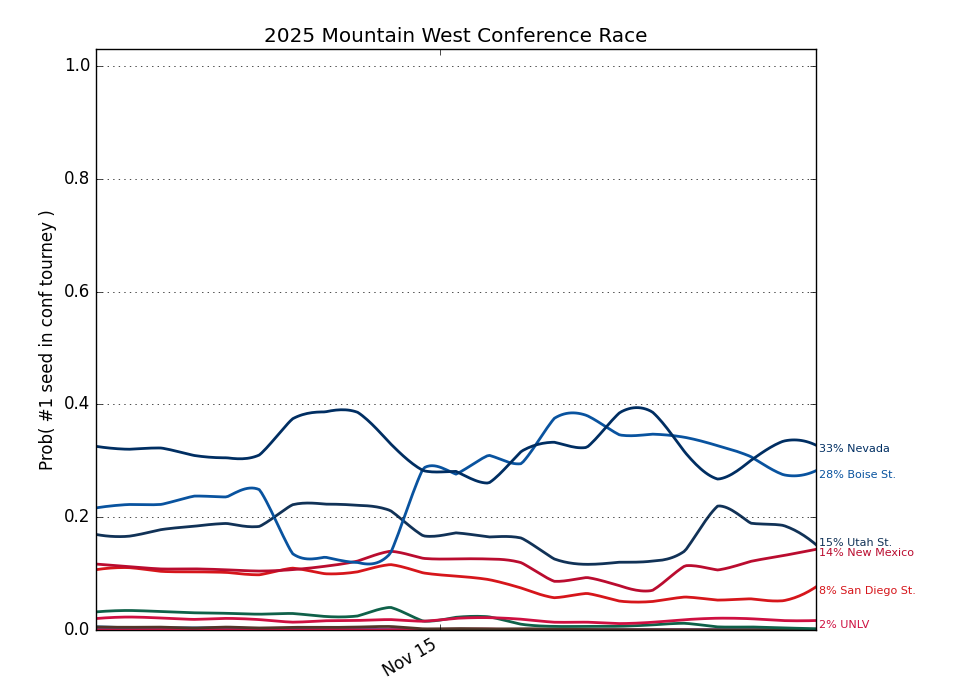 2025 Mountain West Conference Race
Prob( #1 seed in conf tourney )
1.0
0.8
0.6
0.4
0.2
0.0
33% Nevada
28% Boise St.
15% Utah St.
14% New Mexico
8% San Diego St.
2% UNLV
Nov 15